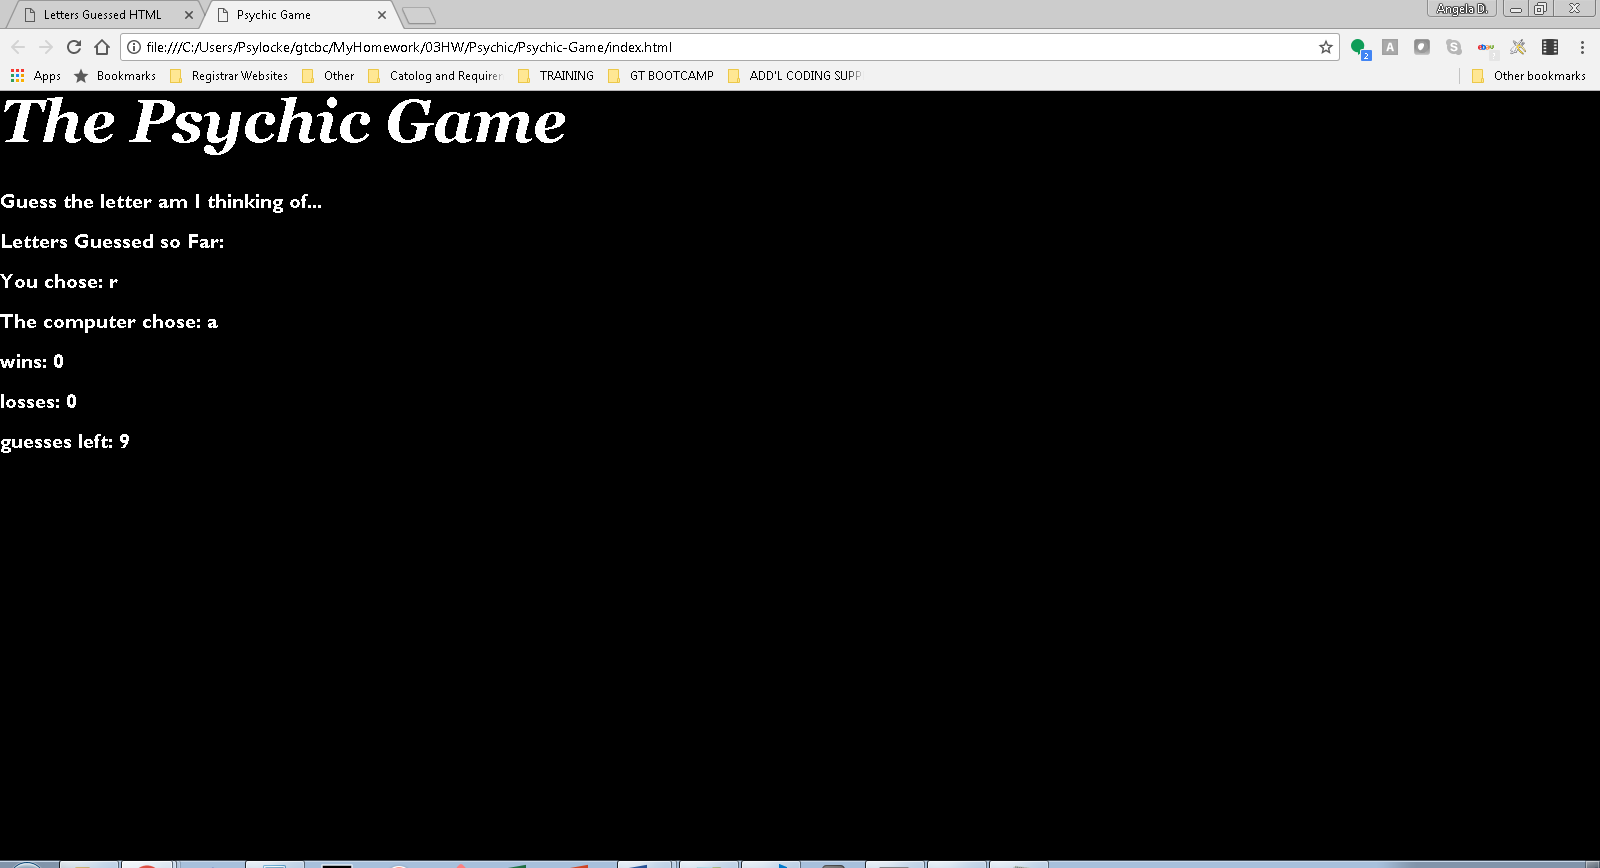 Letters Guessed HTML
Psychic Game
Angela D.
file:///C:/Users/Psylocke/gtcbc/MyHomework/03HW/Psychic/Psychic-Game/index.html
A
2
Apps
Bookmarks
Registrar Websites
Other
Catolog and Requirer
TRAINING
GT BOOTCAMP
ADD'L CODING SUPP
Other bookmarks
The Psychic Game
Guess the letter am I thinking of...
Letters Guessed so Far:
You chose: r
The computer chose: a
wins: 0
losses: 0
guesses left: 9